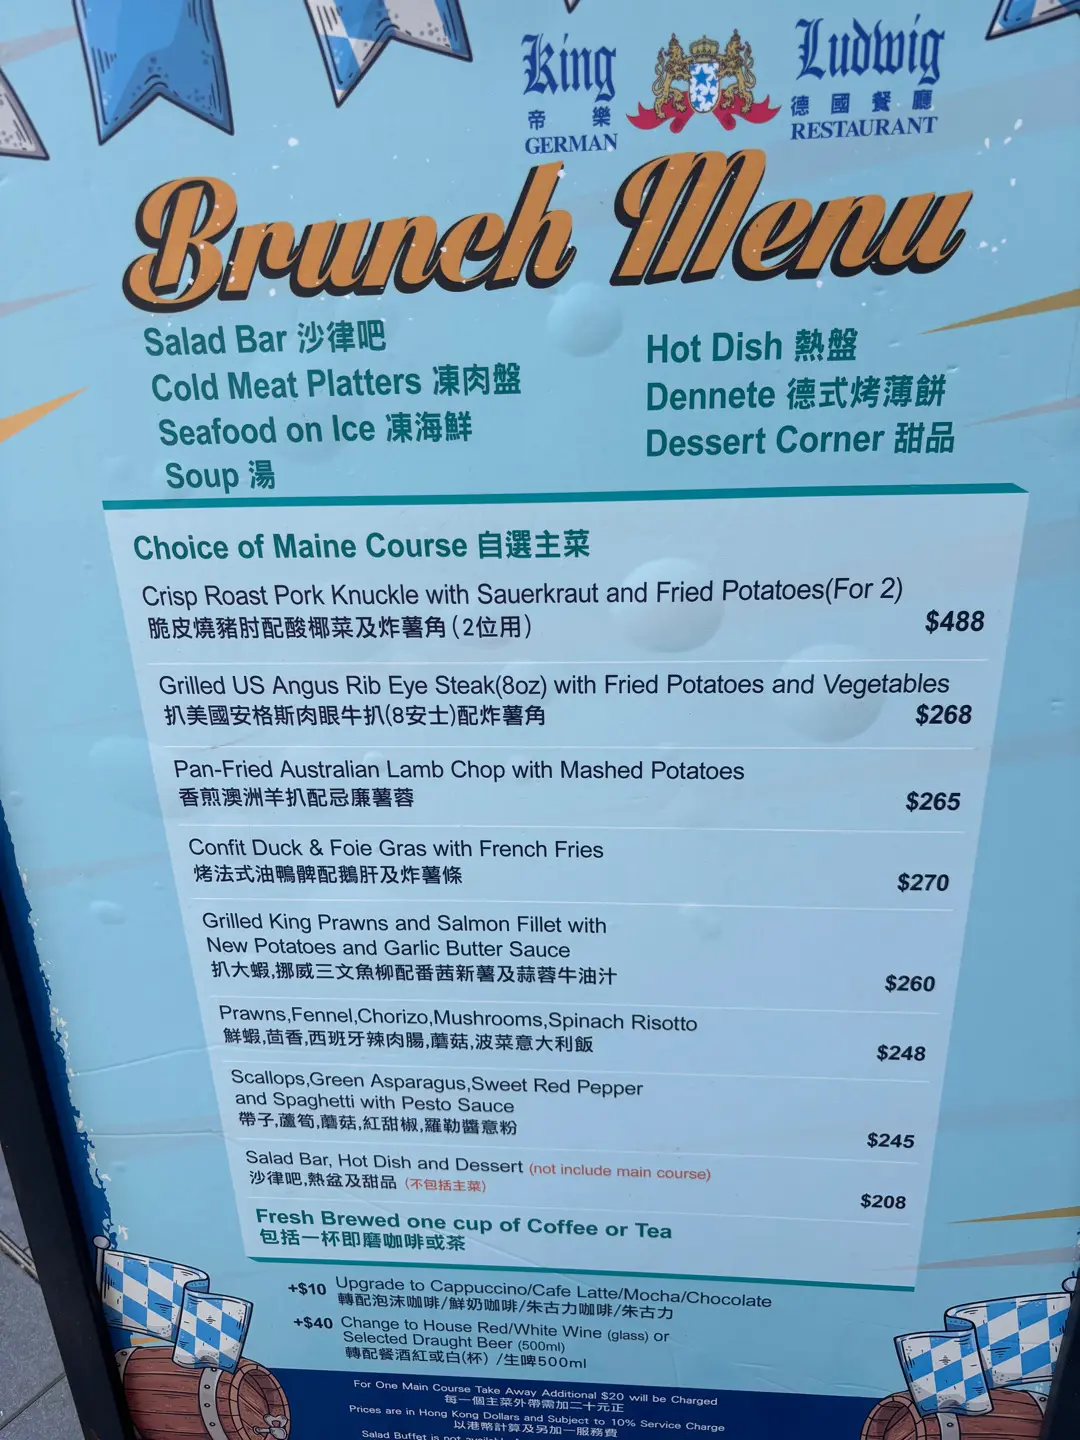 King Ludwig
帝樂 德國餐廳
GERMAN RESTAURANT
Brunch Menu
Salad Bar 沙律吧
Cold Meat Platters 凍肉盤
Seafood on Ice 凍海鮮
Soup 湯
Hot Dish 熱盤
Dennete 德式烤薄餅
Dessert Corner 甜品
Choice of Maine Course 自選主菜
Crisp Roast Pork Knuckle with Sauerkraut and Fried Potatoes(For 2)
脆皮燒豬肘配酸椰菜及炸薯角(2位用)
$488
Grilled US Angus Rib Eye Steak(8oz) with Fried Potatoes and Vegetables
扒美國安格斯肉眼牛扒(8安士)配炸薯角
$268
Pan-Fried Australian Lamb Chop with Mashed Potatoes
香煎澳洲羊扒配忌廉薯蓉
$265
Confit Duck & Foie Gras with French Fries
烤法式油鴨髀配鵝肝及炸薯條
$270
Grilled King Prawns and Salmon Fillet with
New Potatoes and Garlic Butter Sauce
扒大蝦,挪威三文魚柳配番茜新薯及蒜蓉牛油汁
$260
Prawns,Fennel,Chorizo,Mushrooms,Spinach Risotto
鮮蝦,茴香,西班牙辣肉腸,蘑菇,波菜意大利飯
$248
Scallops,Green Asparagus,Sweet Red Pepper
and Spaghetti with Pesto Sauce
帶子,蘆筍,蘑菇,紅甜椒,羅勒醬意粉
$245
Salad Bar, Hot Dish and Dessert (not include main course)
沙律吧,熱盆及甜品 (不包括主菜)
$208
Fresh Brewed one cup of Coffee or Tea
包括一杯即磨咖啡或茶
+$10 Upgrade to Cappuccino/Cafe Latte/Mocha/Chocolate
轉配泡沫咖啡/鮮奶咖啡/朱古力咖啡/朱古力
+$40 Change to House Red/White Wine (glass) or
Selected Draught Beer (500ml)
轉配餐酒紅或白(杯) /生啤500ml
For One Main Course Take Away Additional $20 will be Charged
每一個主菜外帶需加二十元正
Prices are in Hong Kong Dollars and Subject to 10% Service Charge
以港幣計算及另加一服務費
Salad Buffet is not